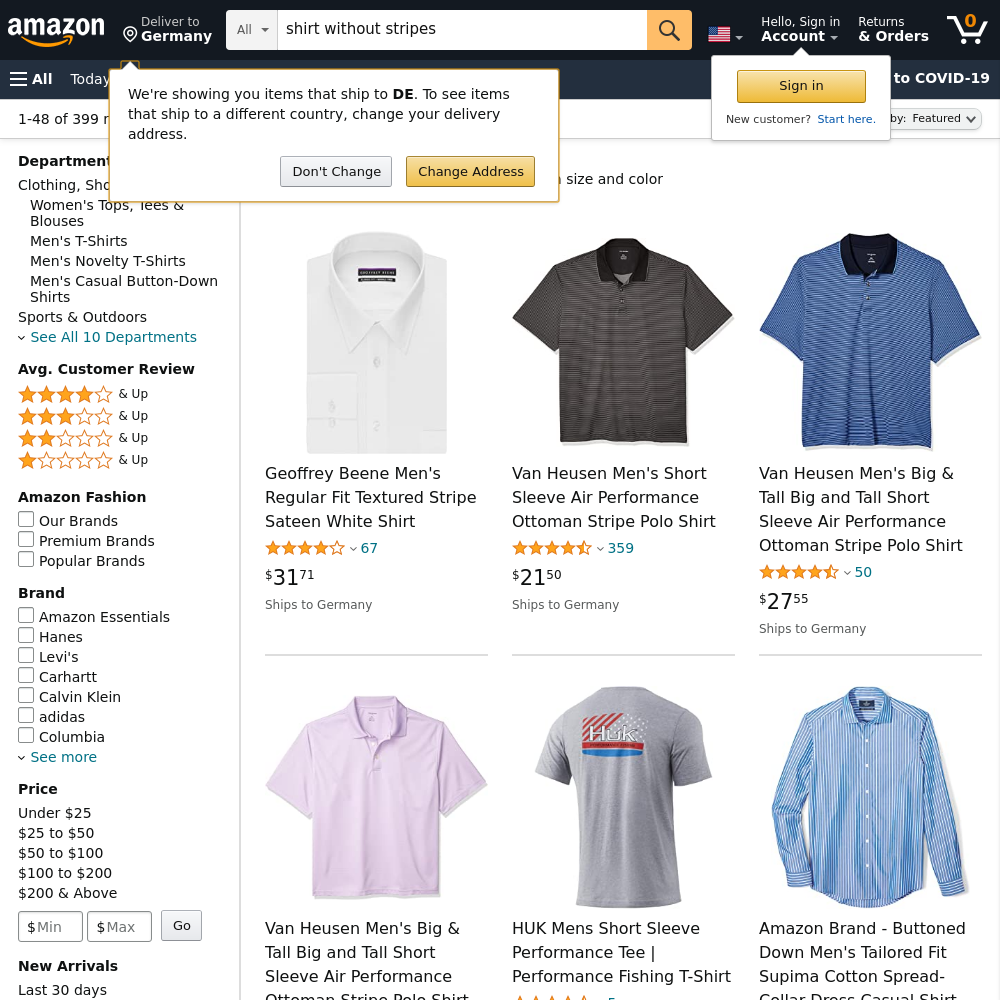 amazon
Deliver to
Germany
All
shirt without stripes
Hello, Sign in
Account
Returns
& Orders
0
All
Today
to COVID-19
We're showing you items that ship to DE. To see items
that ship to a different country, change your delivery
address.
Don't Change
Change Address
Sign in
New customer? Start here.
1-48 of 399
by: Featured
size and color
Department
Clothing,
Women's Tops, Tees &
Blouses
Men's T-Shirts
Men's Novelty T-Shirts
Men's Casual Button-Down
Shirts
Sports & Outdoors
See All 10 Departments
Avg. Customer Review
& Up
& Up
& Up
& Up
Amazon Fashion
Our Brands
Premium Brands
Popular Brands
Brand
Amazon Essentials
Hanes
Levi's
Carhartt
Calvin Klein
adidas
Columbia
See more
Price
Under $25
$25 to $50
$50 to $100
$100 to $200
$200 & Above
$ Min
$ Max
Go
New Arrivals
Last 30 days
GEOFFREY BEENE
Geoffrey Beene Men's
Regular Fit Textured Stripe
Sateen White Shirt
67
$31 71
Ships to Germany
Van Heusen Men's Short
Sleeve Air Performance
Ottoman Stripe Polo Shirt
359
$21 50
Ships to Germany
Van Heusen Men's Big &
Tall Big and Tall Short
Sleeve Air Performance
Ottoman Stripe Polo Shirt
50
$27 55
Ships to Germany
Van Heusen Men's Big &
Tall Big and Tall Short
Sleeve Air Performance
Ottoman Stripe Polo Shirt
Huk
HUK Mens Short Sleeve
Performance Tee |
Performance Fishing T-Shirt
5
Amazon Brand - Buttoned
Down Men's Tailored Fit
Supima Cotton Spread-
Collar Dress Casual Shirt